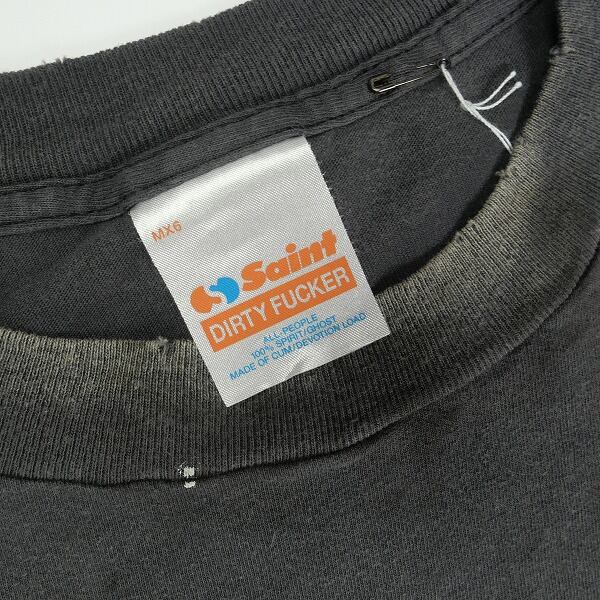 MX6
Saint
DIRTY FUCKER
ALL-PEOPLE
100% SPIRIT/GHOST
MADE OF CUM/DEVOTION LOAD